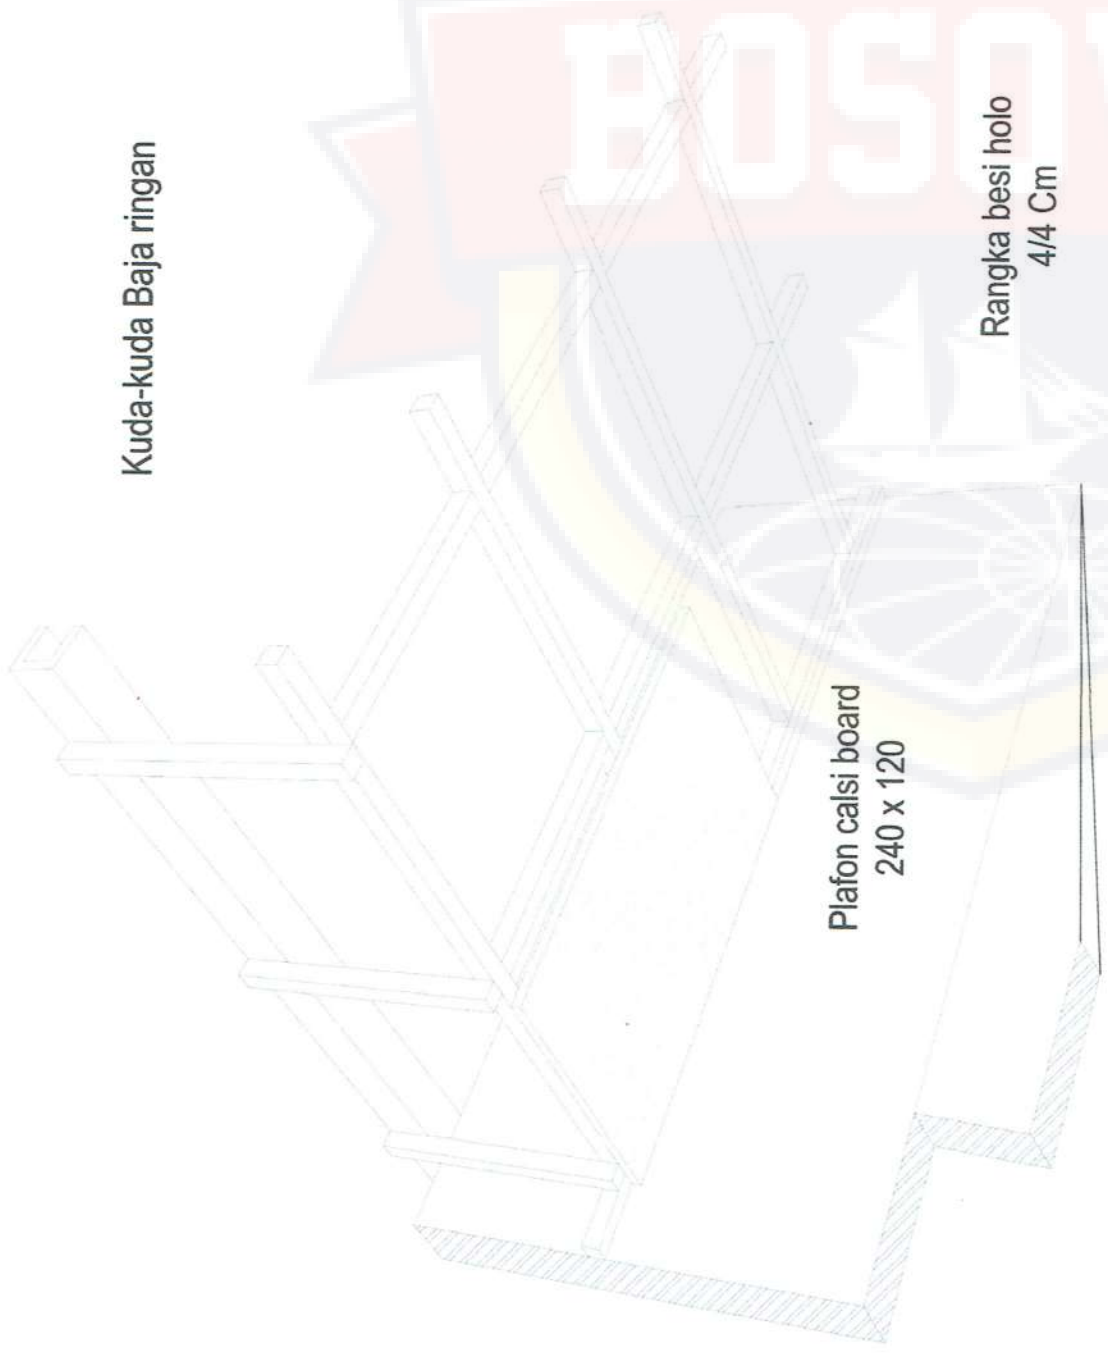 Kuda-kuda Baja ringan
Plafon calsi board
240 x 120
Rangka besi holo
4/4 Cm